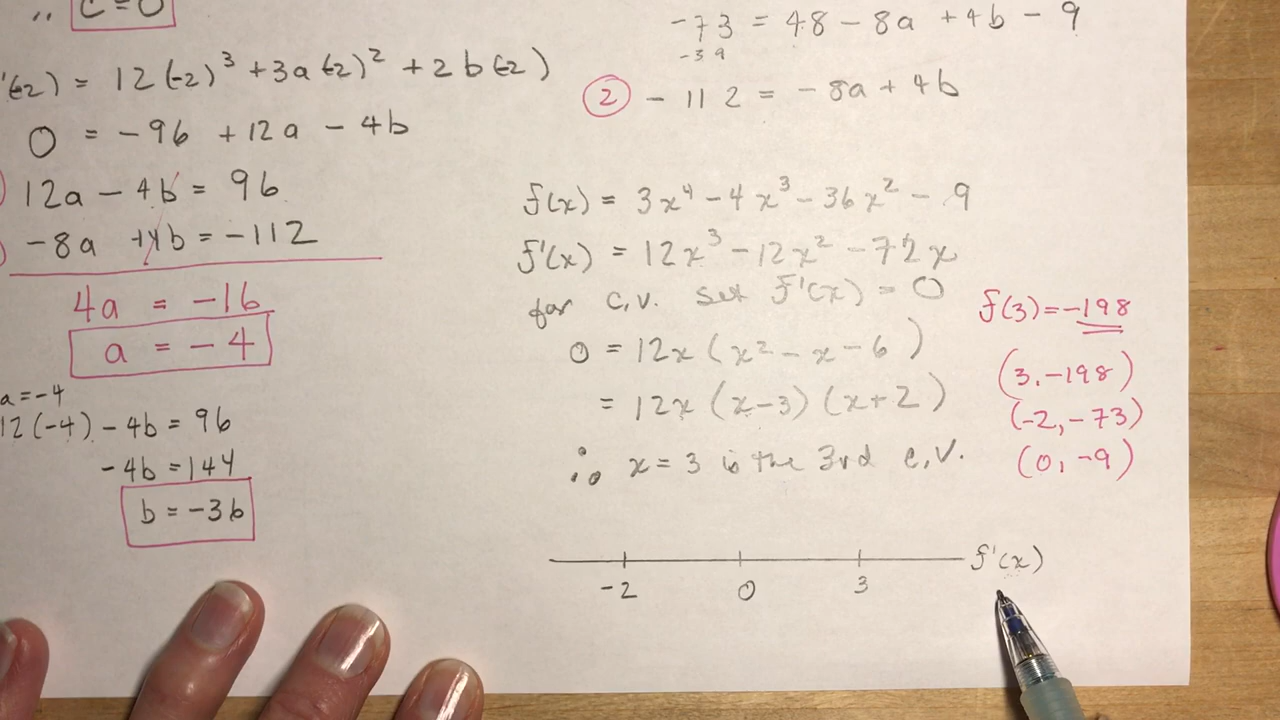 ∴ c = 0
'(-2) = 12(-2)³ + 3a(-2)² + 2b(-2)
0 = -96 + 12a - 4b
12a - 4b = 96
-8a + 4b = -112
4a = -16
a = -4
a = -4
12(-4) - 4b = 96
-4b = 144
b = -36
-73 = 48 - 8a + 4b - 9
-39
② -112 = -8a + 4b
f(x) = 3x⁴ - 4x³ - 36x² - 9
f'(x) = 12x³ - 12x² - 72x
for c.v. set f'(x) = 0
0 = 12x(x² - x - 6)
= 12x(x-3)(x+2)
∴ x = 3 is the 3rd c.v.
f(3) = -198
(3, -198)
(-2, -73)
(0, -9)
f'(x)
-2 0 3